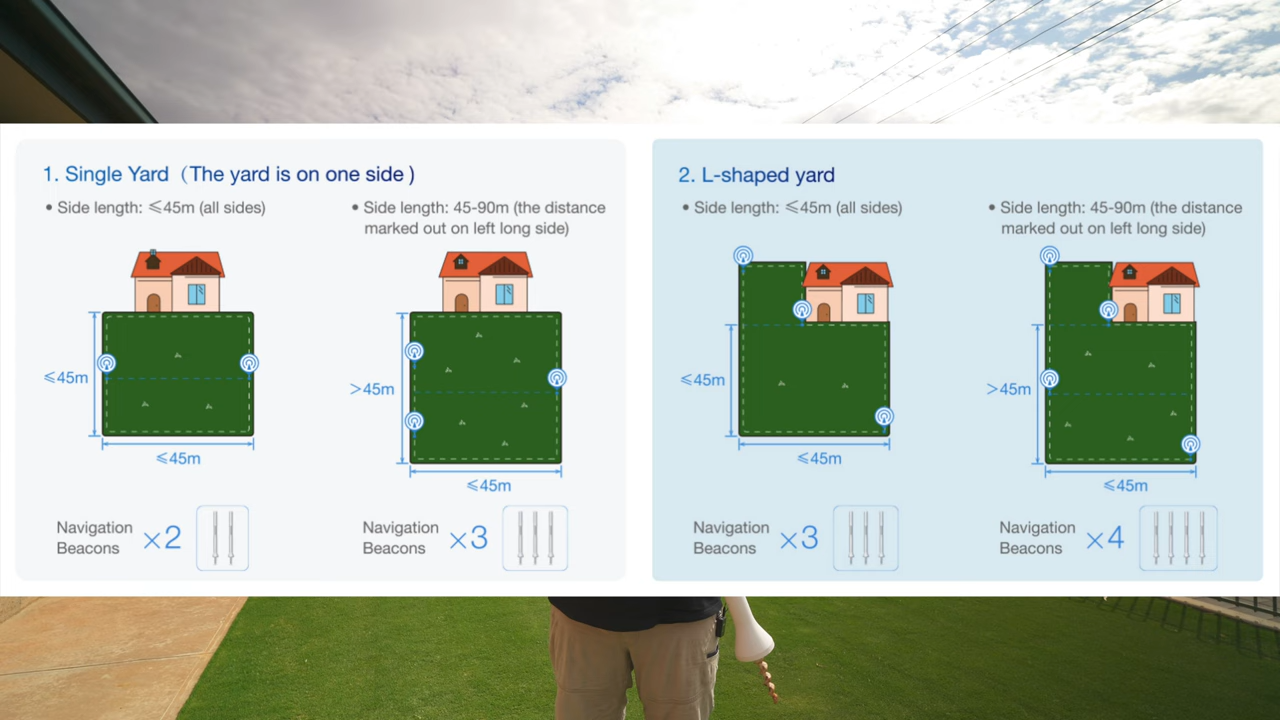 1. Single Yard（The yard is on one side）
• Side length: ⩽45m (all sides)
• Side length: 45-90m (the distance
marked out on left long side)
⩽45m
⩽45m
>45m
⩽45m
Navigation
Beacons ×2
Navigation
Beacons ×3
2. L-shaped yard
• Side length: ⩽45m (all sides)
• Side length: 45-90m (the distance
marked out on left long side)
⩽45m
⩽45m
>45m
⩽45m
Navigation
Beacons ×3
Navigation
Beacons ×4